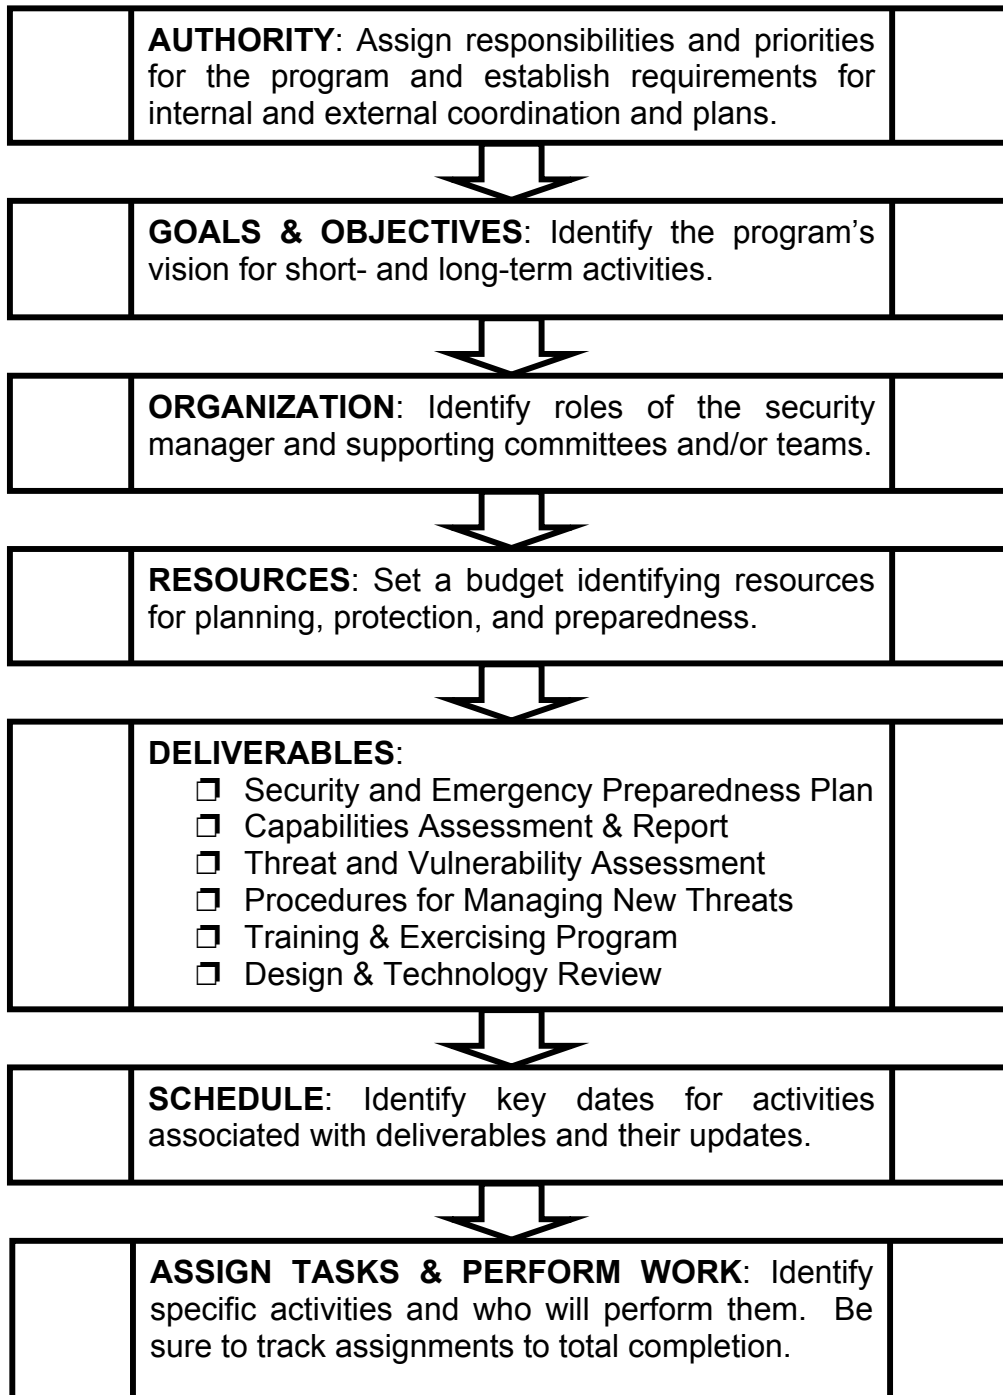 AUTHORITY: Assign responsibilities and priorities
for the program and establish requirements for
internal and external coordination and plans.
GOALS & OBJECTIVES: Identify the program’s
vision for short- and long-term activities.
ORGANIZATION: Identify roles of the security
manager and supporting committees and/or teams.
RESOURCES: Set a budget identifying resources
for planning, protection, and preparedness.
DELIVERABLES:
❒ Security and Emergency Preparedness Plan
❒ Capabilities Assessment & Report
❒ Threat and Vulnerability Assessment
❒ Procedures for Managing New Threats
❒ Training & Exercising Program
❒ Design & Technology Review
SCHEDULE: Identify key dates for activities
associated with deliverables and their updates.
ASSIGN TASKS & PERFORM WORK: Identify
specific activities and who will perform them. Be
sure to track assignments to total completion.